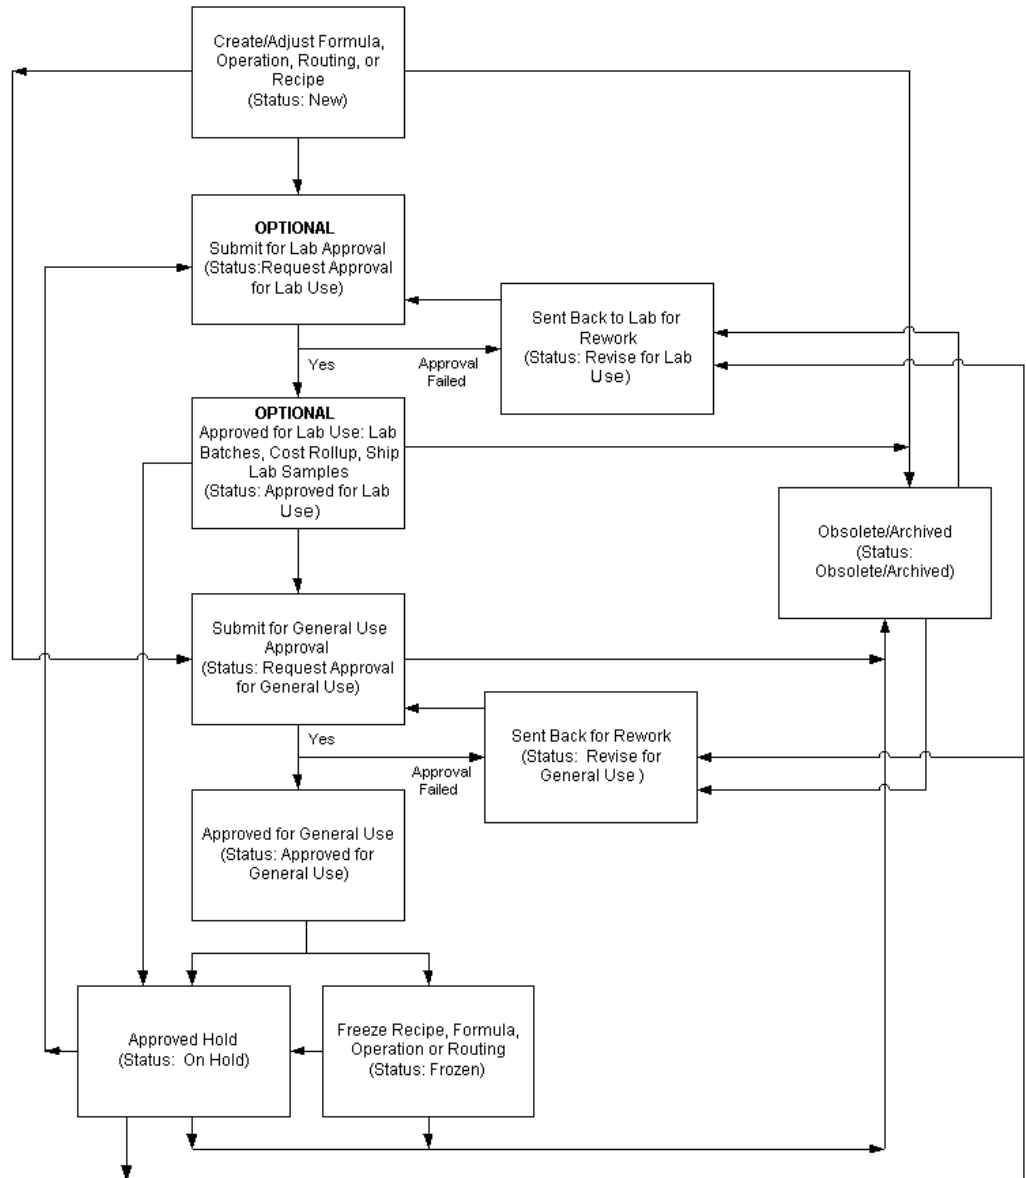 Create/Adjust Formula,
Operation, Routing, or
Recipe
(Status: New)
OPTIONAL
Submit for Lab Approval
(Status:Request Approval
for Lab Use)
Sent Back to Lab for
Rework
(Status: Revise for Lab
Use)
Yes
Approval
Failed
OPTIONAL
Approved for Lab Use: Lab
Batches, Cost Rollup, Ship
Lab Samples
(Status: Approved for Lab
Use)
Obsolete/Archived
(Status:
Obsolete/Archived)
Submit for General Use
Approval
(Status: Request Approval
for General Use)
Sent Back for Rework
(Status: Revise for
General Use )
Yes
Approval
Failed
Approved for General Use
(Status: Approved for
General Use)
Approved Hold
(Status: On Hold)
Freeze Recipe, Formula,
Operation or Routing
(Status: Frozen)